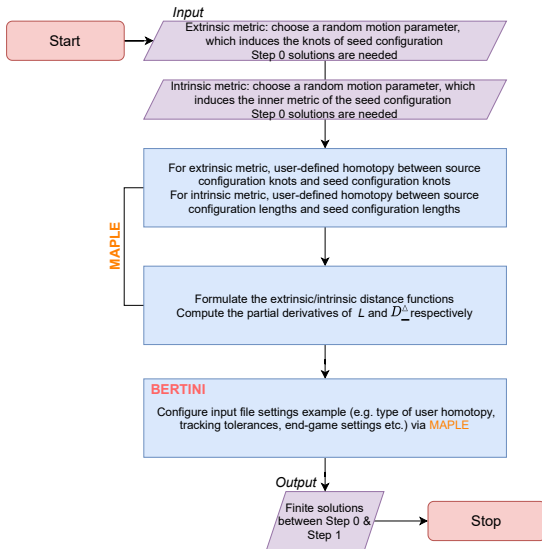 Input
Start
Extrinsic metric: choose a random motion parameter,
which induces the knots of seed configuration
Step 0 solutions are needed
Intrinsic metric: choose a random motion parameter, which
induces the inner metric of the seed configuration
Step 0 solutions are needed
For extrinsic metric, user-defined homotopy between source
configuration knots and seed configuration knots
For intrinsic metric, user-defined homotopy between source
configuration lengths and seed configuration lengths
MAPLE
Formulate the extrinsic/intrinsic distance functions
Compute the partial derivatives of L and D_△ respectively
BERTINI
Configure input file settings example (e.g. type of user homotopy,
tracking tolerances, end-game settings etc.) via MAPLE
Output
Finite solutions
between Step 0 &
Step 1
Stop